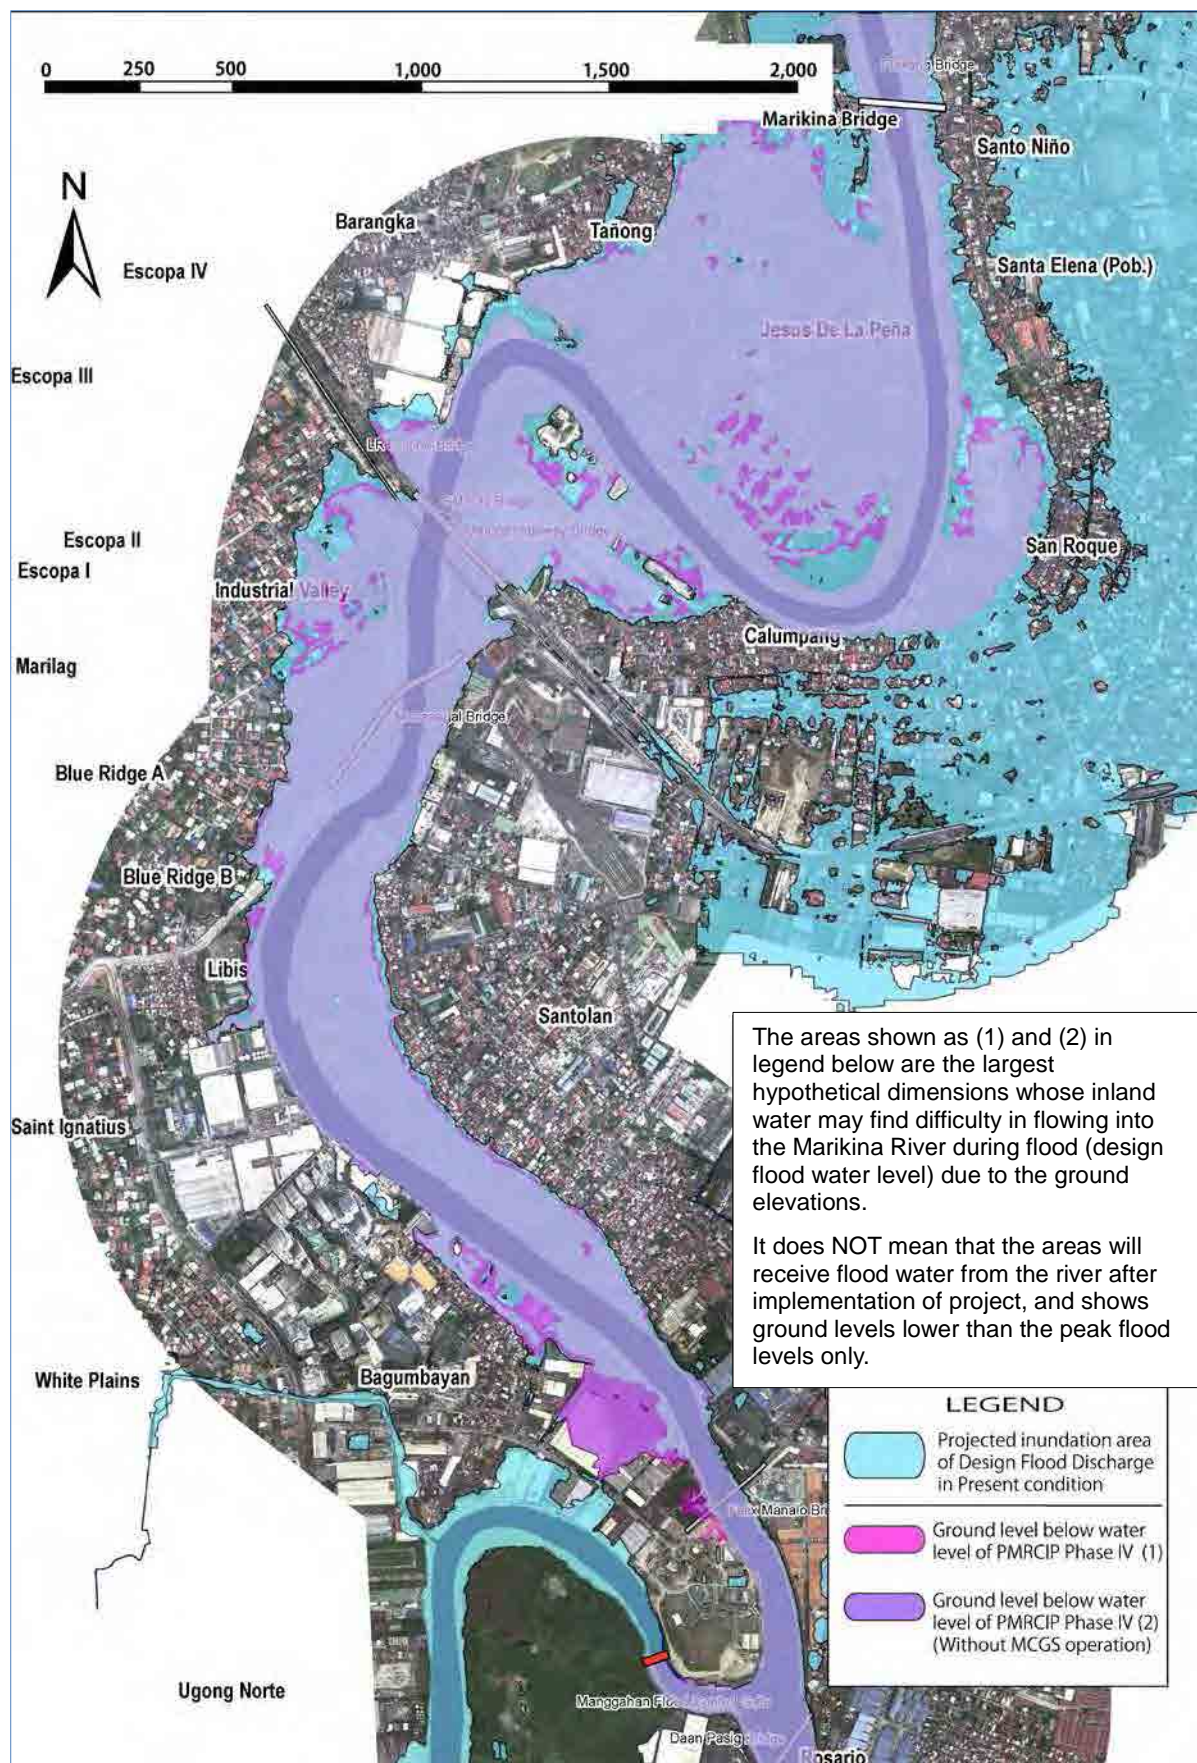 0 250 500 1,000 1,500 2,000
Marikina Bridge
Santo Niño
N
Barangka
Tañong
Escopa IV
Santa Elena (Pob.)
Jesus De La Peña
Escopa III
Escopa II
San Roque
Escopa I
Industrial Valley
Calumpang
Marilag
Blue Ridge A
Blue Ridge B
Libis
Santolan
The areas shown as (1) and (2) in
legend below are the largest
hypothetical dimensions whose inland
water may find difficulty in flowing into
the Marikina River during flood (design
flood water level) due to the ground
elevations.
It does NOT mean that the areas will
receive flood water from the river after
implementation of project, and shows
ground levels lower than the peak flood
levels only.
Saint Ignatius
White Plains
Bagumbayan
LEGEND
Projected inundation area
of Design Flood Discharge
in Present condition
Ground level below water
level of PMRCIP Phase IV (1)
Ground level below water
level of PMRCIP Phase IV (2)
(Without MCGS operation)
Manalo
Ugong Norte
Manggahan
Daan Pasig
Rosario